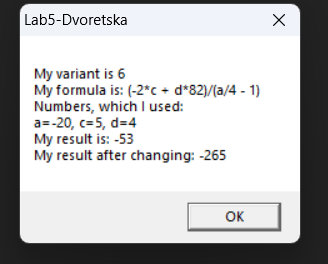 Lab5-Dvoretska
My variant is 6
My formula is: (-2*c + d*82)/(a/4 - 1)
Numbers, which I used:
a=-20, c=5, d=4
My result is: -53
My result after changing: -265
OK